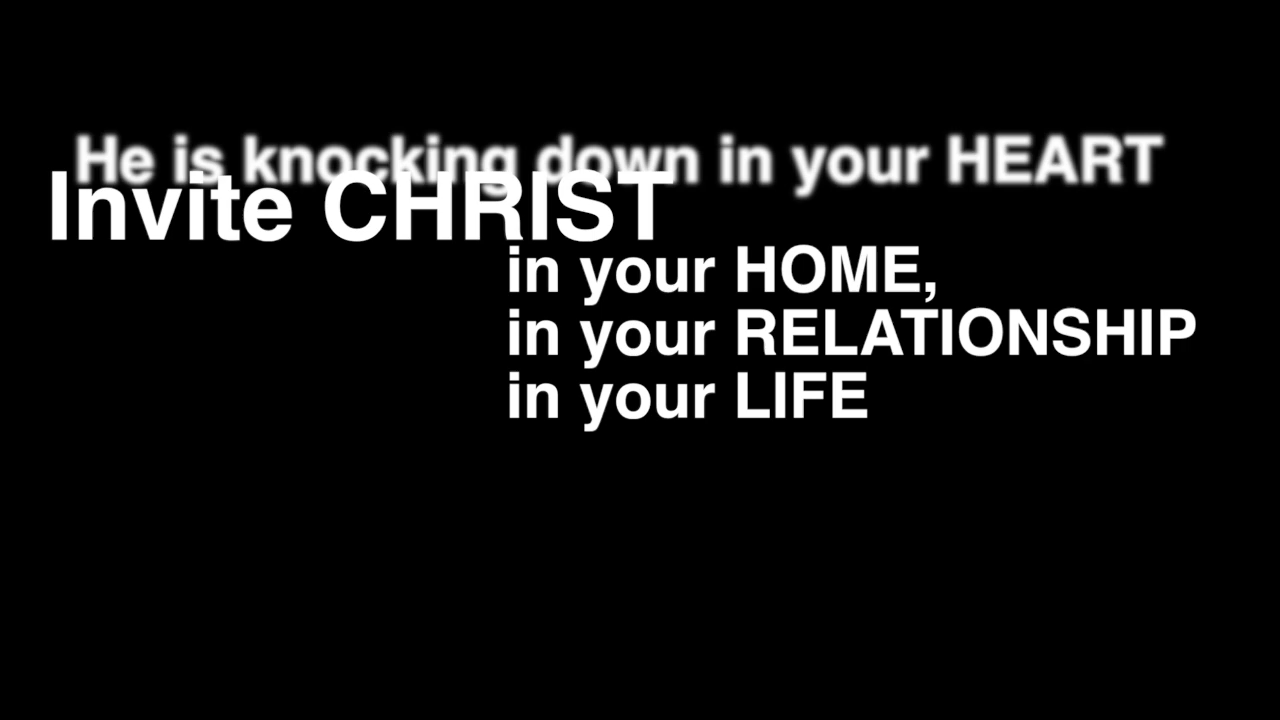 He is knocking down in your HEART
Invite CHRIST
in your HOME,
in your RELATIONSHIP
in your LIFE